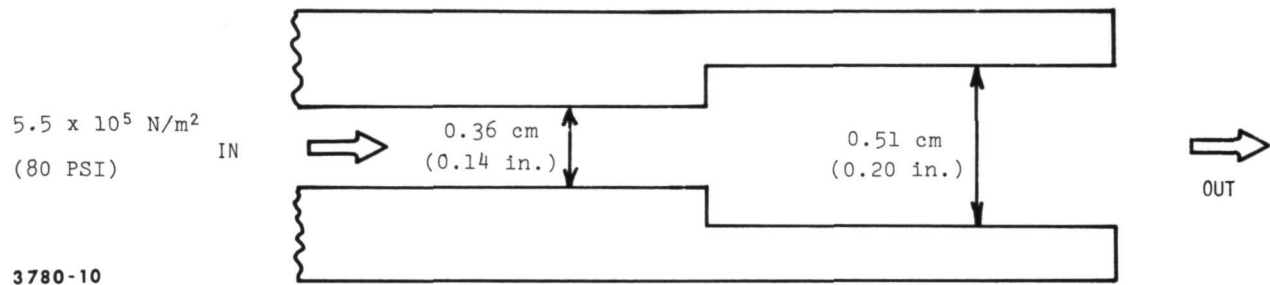 5.5 x 10⁵ N/m²
(80 PSI)
IN
0.36 cm
(0.14 in.)
0.51 cm
(0.20 in.)
OUT
3780-10